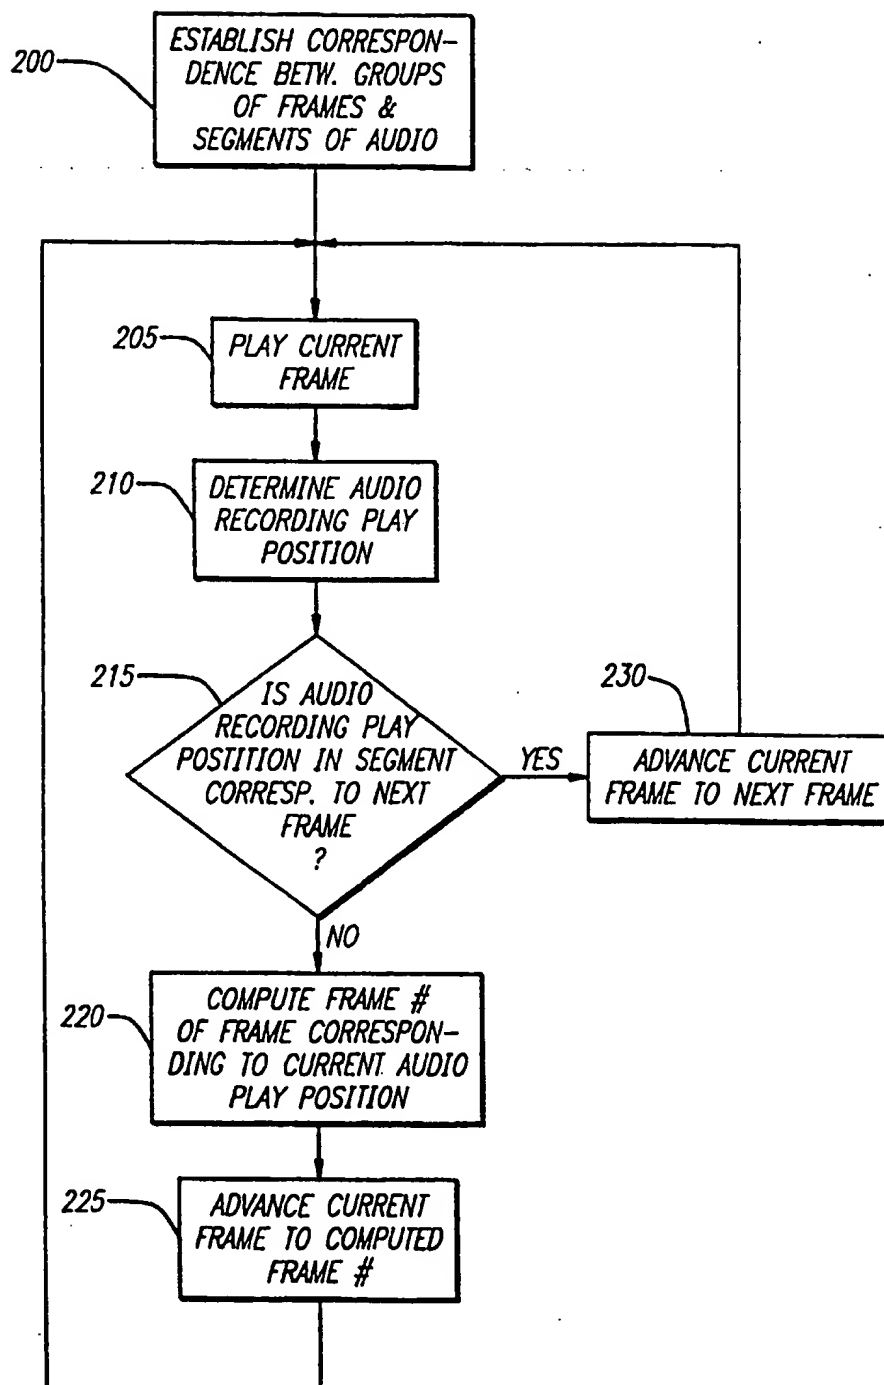 200
ESTABLISH CORRESPON-
DENCE BETW. GROUPS
OF FRAMES &
SEGMENTS OF AUDIO
205
PLAY CURRENT
FRAME
210
DETERMINE AUDIO
RECORDING PLAY
POSITION
215
IS AUDIO
RECORDING PLAY
POSTITION IN SEGMENT
CORRESP. TO NEXT
FRAME
?
YES
230
ADVANCE CURRENT
FRAME TO NEXT FRAME
NO
220
COMPUTE FRAME #
OF FRAME CORRESPON-
DING TO CURRENT AUDIO
PLAY POSITION
225
ADVANCE CURRENT
FRAME TO COMPUTED
FRAME #